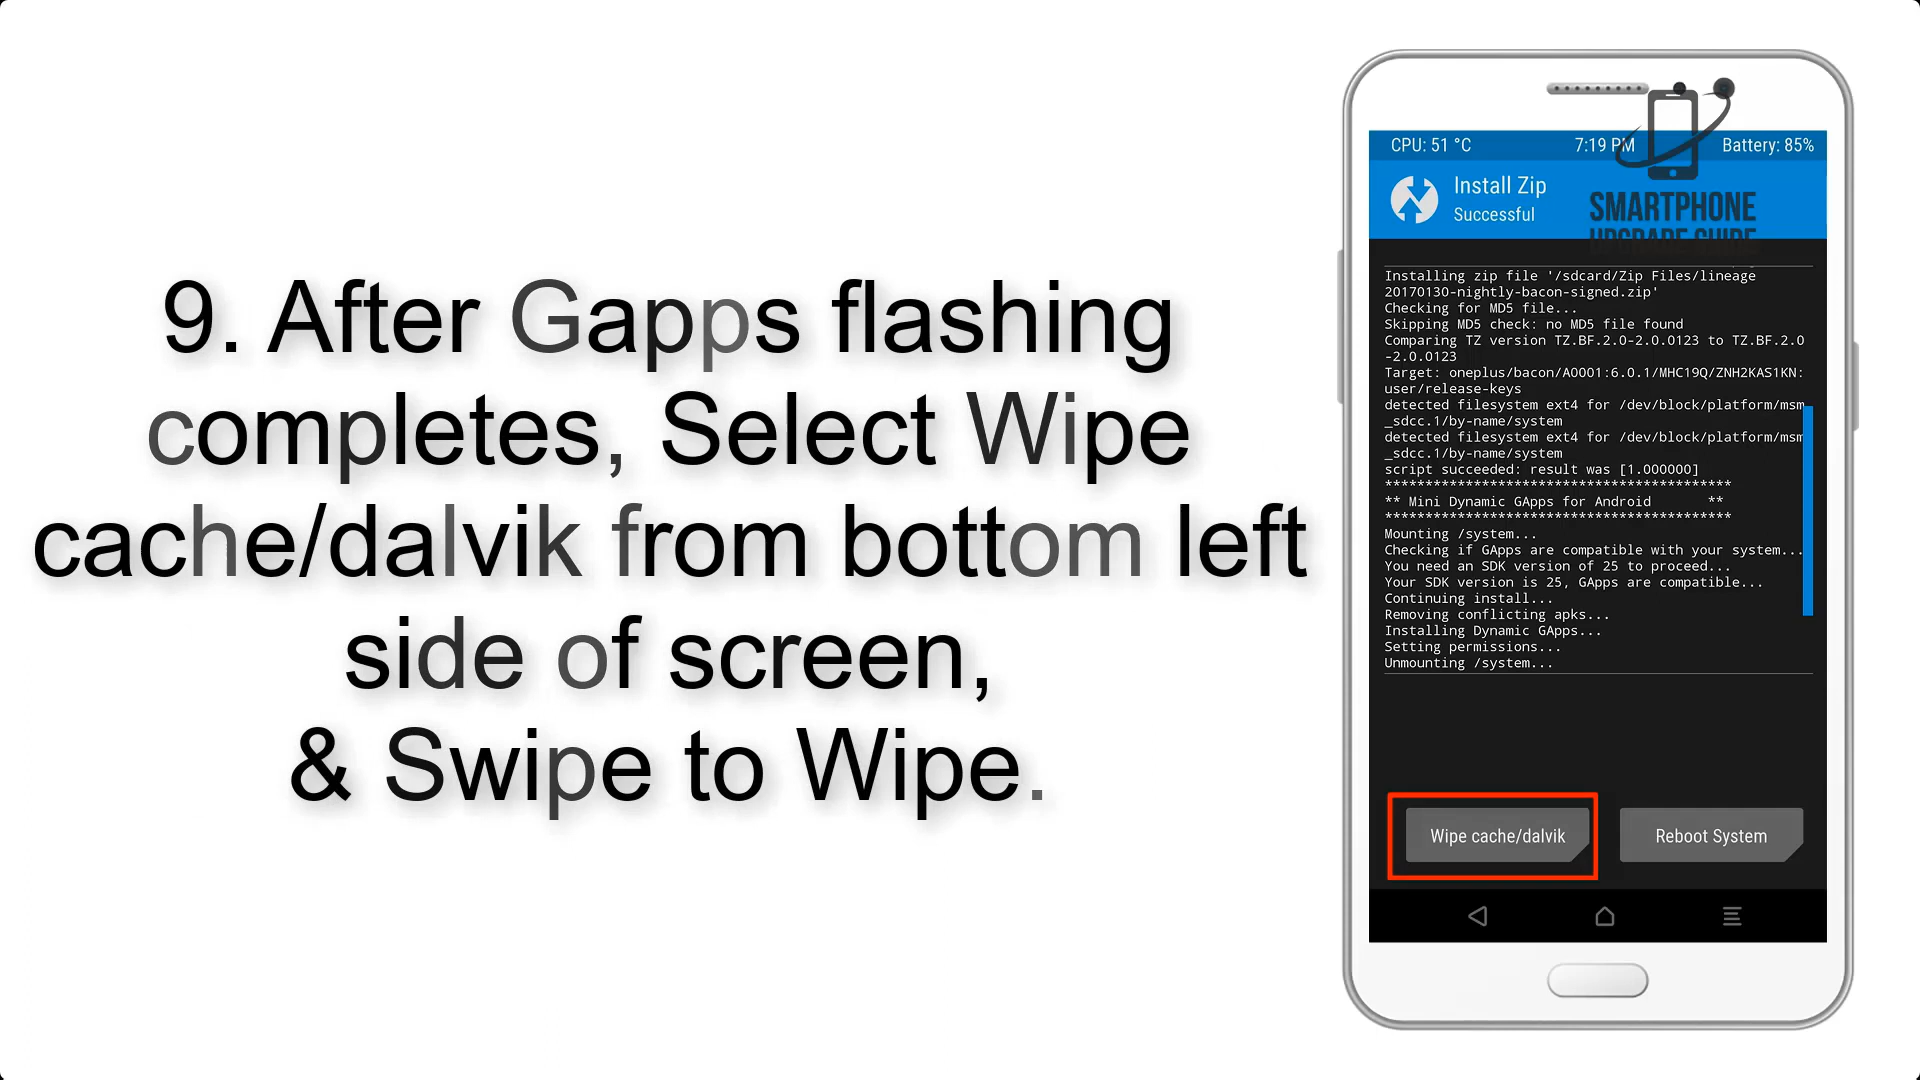 9. After Gapps flashing
completes, Select Wipe
cache/dalvik from bottom left
side of screen,
& Swipe to Wipe.
CPU: 51 °C 7:19 PM Battery: 85%
Install Zip
Successful
SMARTPHONE
UPGRADE GUIDE
Installing zip file '/sdcard/Zip Files/lineage
20170130-nightly-bacon-signed.zip'
Checking for MD5 file...
Skipping MD5 check: no MD5 file found
Comparing TZ version TZ.BF.2.0-2.0.0123 to TZ.BF.2.0
-2.0.0123
Target: oneplus/bacon/A0001:6.0.1/MHC19Q/ZNH2KAS1KN:
user/release-keys
detected filesystem ext4 for /dev/block/platform/msm
_sdcc.1/by-name/system
detected filesystem ext4 for /dev/block/platform/msm
_sdcc.1/by-name/system
script succeeded: result was [1.000000]
******************************************
** Mini Dynamic GApps for Android       **
******************************************
Mounting /system...
Checking if GApps are compatible with your system...
You need an SDK version of 25 to proceed...
Your SDK version is 25, GApps are compatible...
Continuing install...
Removing conflicting apks...
Installing Dynamic GApps...
Setting permissions...
Unmounting /system...
Wipe cache/dalvik Reboot System